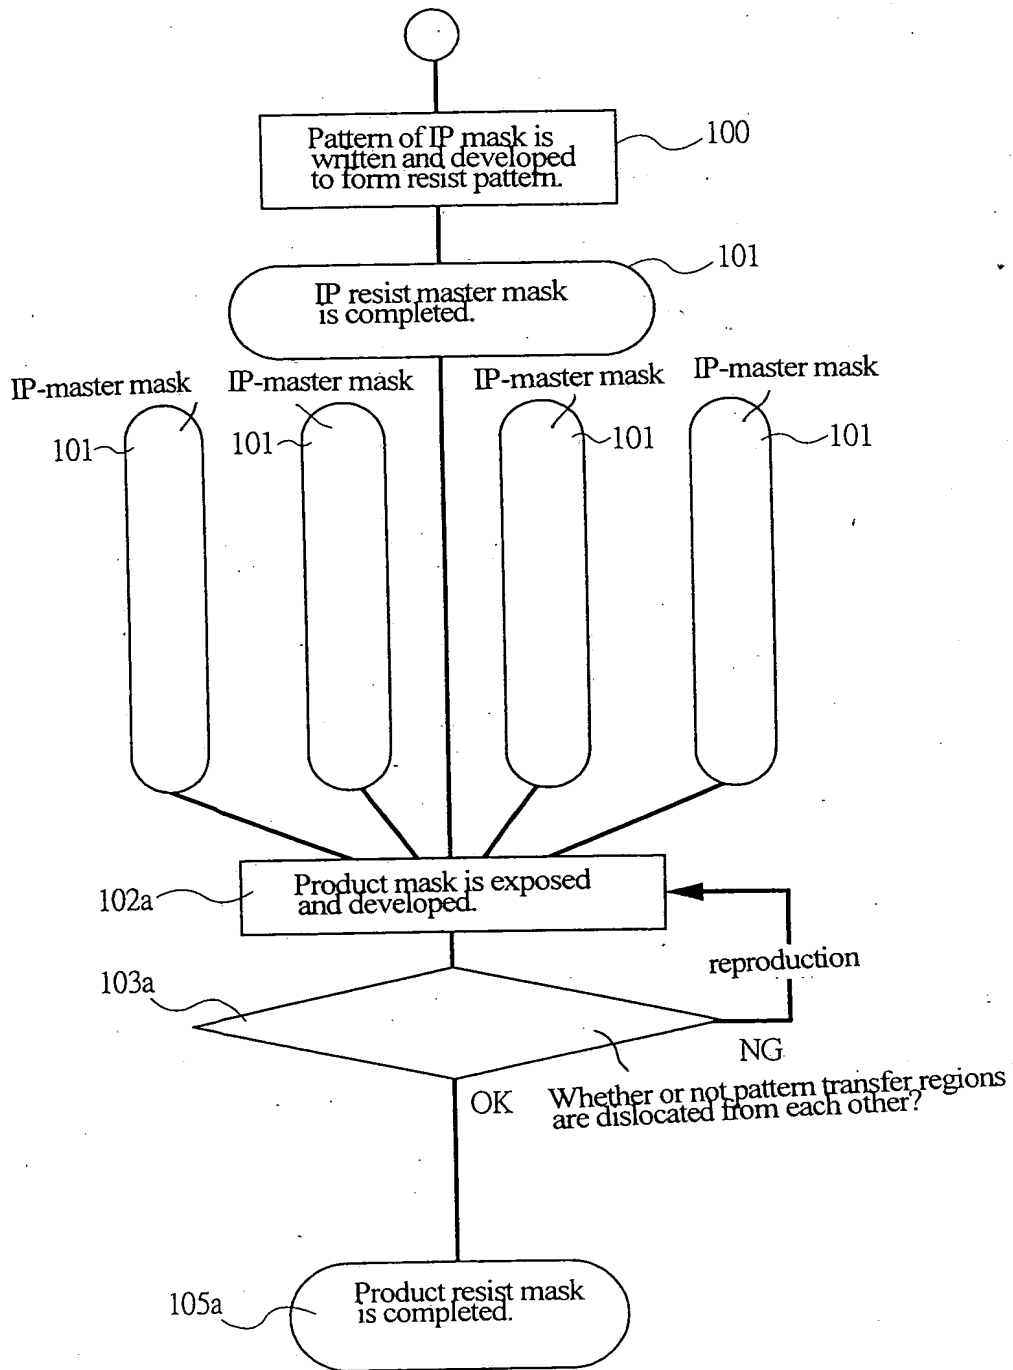 Pattern of IP mask is
written and developed
to form resist pattern.
100
101
IP resist master mask
is completed.
IP-master mask
IP-master mask
IP-master mask
IP-master mask
101
101
101
101
Product mask is exposed
and developed.
102a
reproduction
103a
NG
OK
Whether or not pattern transfer regions
are dislocated from each other?
Product resist mask
is completed.
105a